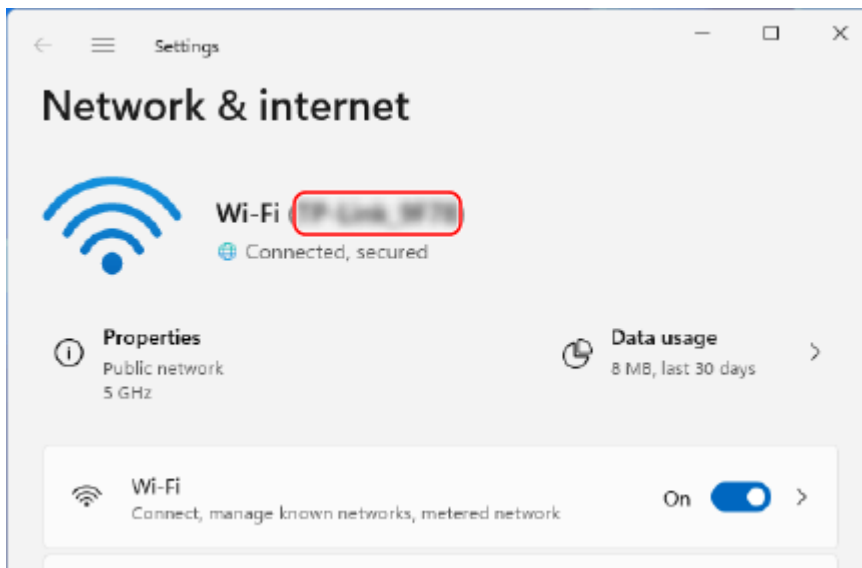 Settings
Network & internet
Wi-Fi (
Connected, secured
Properties
Public network
5 GHz
Data usage
8 MB, last 30 days
Wi-Fi
Connect, manage known networks, metered network
On